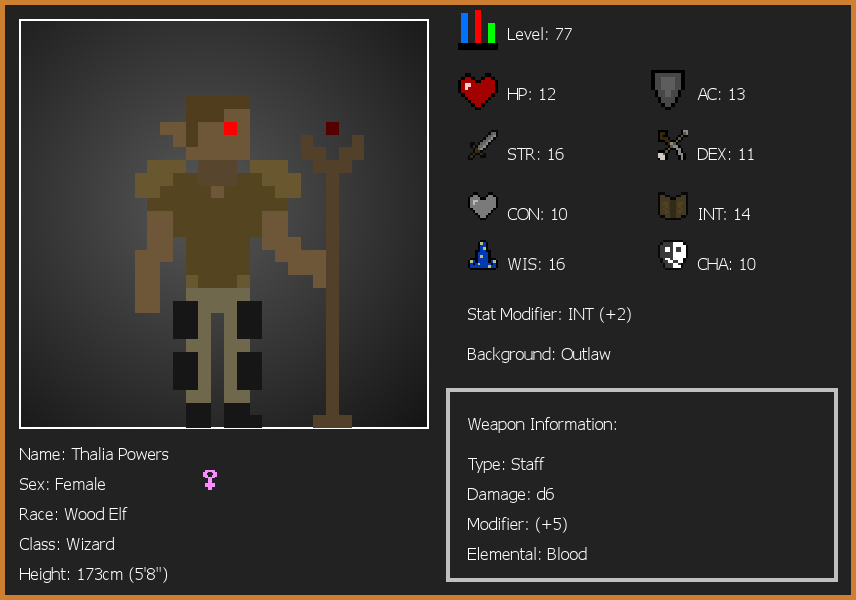 Level: 77
HP: 12
AC: 13
STR: 16
DEX: 11
CON: 10
INT: 14
WIS: 16
CHA: 10
Stat Modifier: INT (+2)
Background: Outlaw
Weapon Information:
Type: Staff
Damage: d6
Modifier: (+5)
Elemental: Blood
Name: Thalia Powers
Sex: Female
Race: Wood Elf
Class: Wizard
Height: 173cm (5'8")